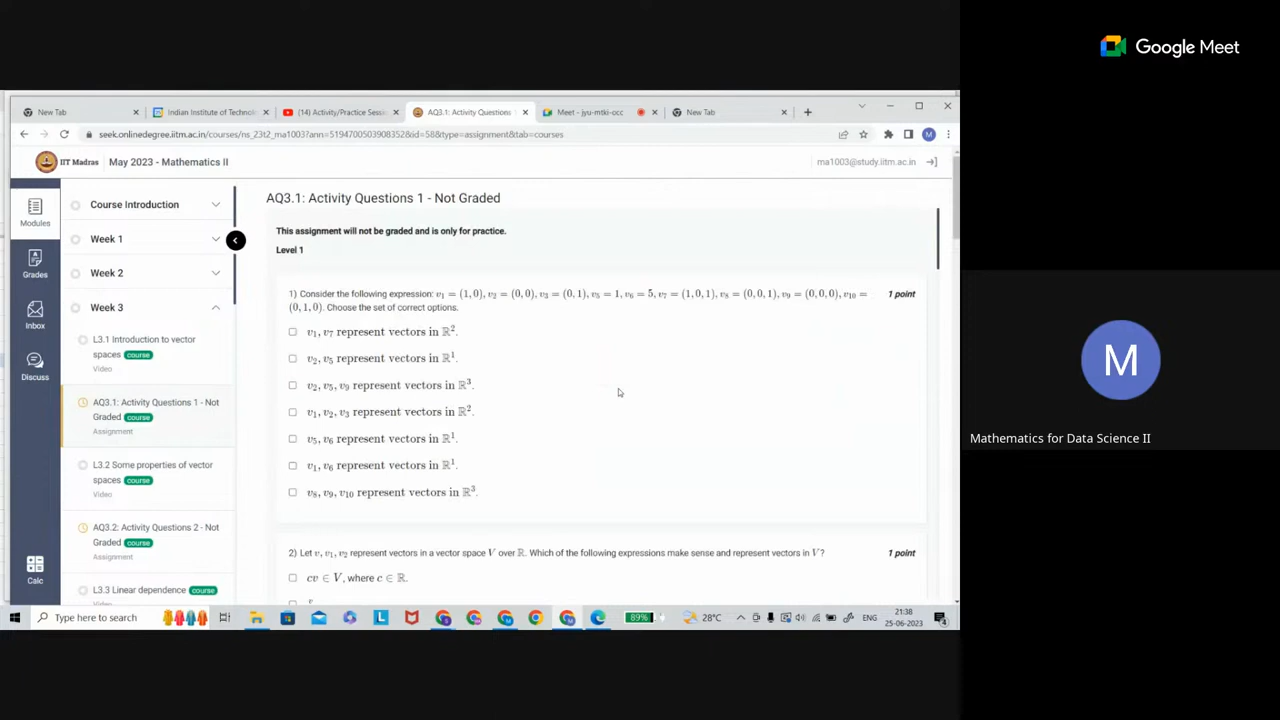 Google Meet
New Tab
Indian Institute of Technol
(14) Activity/Practice Sessi
AQ3.1: Activity Questions
Meet - jyu-mtki-occ
New Tab
seek.onlinedegree.iitm.ac.in/courses/ns_23t2_ma1003?ann=5194700503908352&id=58&type=assignment&tab=courses
M
IIT Madras
May 2023 - Mathematics II
ma1003@study.iitm.ac.in
Modules
Grades
Inbox
Discuss
Calc
Course Introduction
Week 1
Week 2
Week 3
L3.1 Introduction to vector
spaces course
Video
AQ3.1: Activity Questions 1 - Not
Graded course
Assignment
L3.2 Some properties of vector
spaces course
Video
AQ3.2: Activity Questions 2 - Not
Graded course
Assignment
L3.3 Linear dependence course
AQ3.1: Activity Questions 1 - Not Graded
This assignment will not be graded and is only for practice.
Level 1
1) Consider the following expression: v₁ = (1, 0), v₂ = (0, 0), v₃ = (0, 1), v₅ = 1, v₆ = 5, v₇ = (1, 0, 1), v₈ = (0, 0, 1), v₉ = (0, 0, 0), v₁₀ = 1 point
(0, 1, 0). Choose the set of correct options.
v₁, v₇ represent vectors in ℝ².
v₂, v₅ represent vectors in ℝ¹.
v₂, v₅, v₉ represent vectors in ℝ³.
v₁, v₂, v₃ represent vectors in ℝ².
v₅, v₆ represent vectors in ℝ¹.
v₁, v₆ represent vectors in ℝ¹.
v₈, v₉, v₁₀ represent vectors in ℝ³.
2) Let v, v₁, v₂ represent vectors in a vector space V over ℝ. Which of the following expressions make sense and represent vectors in V? 1 point
cv ∈ V, where c ∈ ℝ.
Type here to search
89%
28°C
ENG
21:38
25-06-2023
M
Mathematics for Data Science II